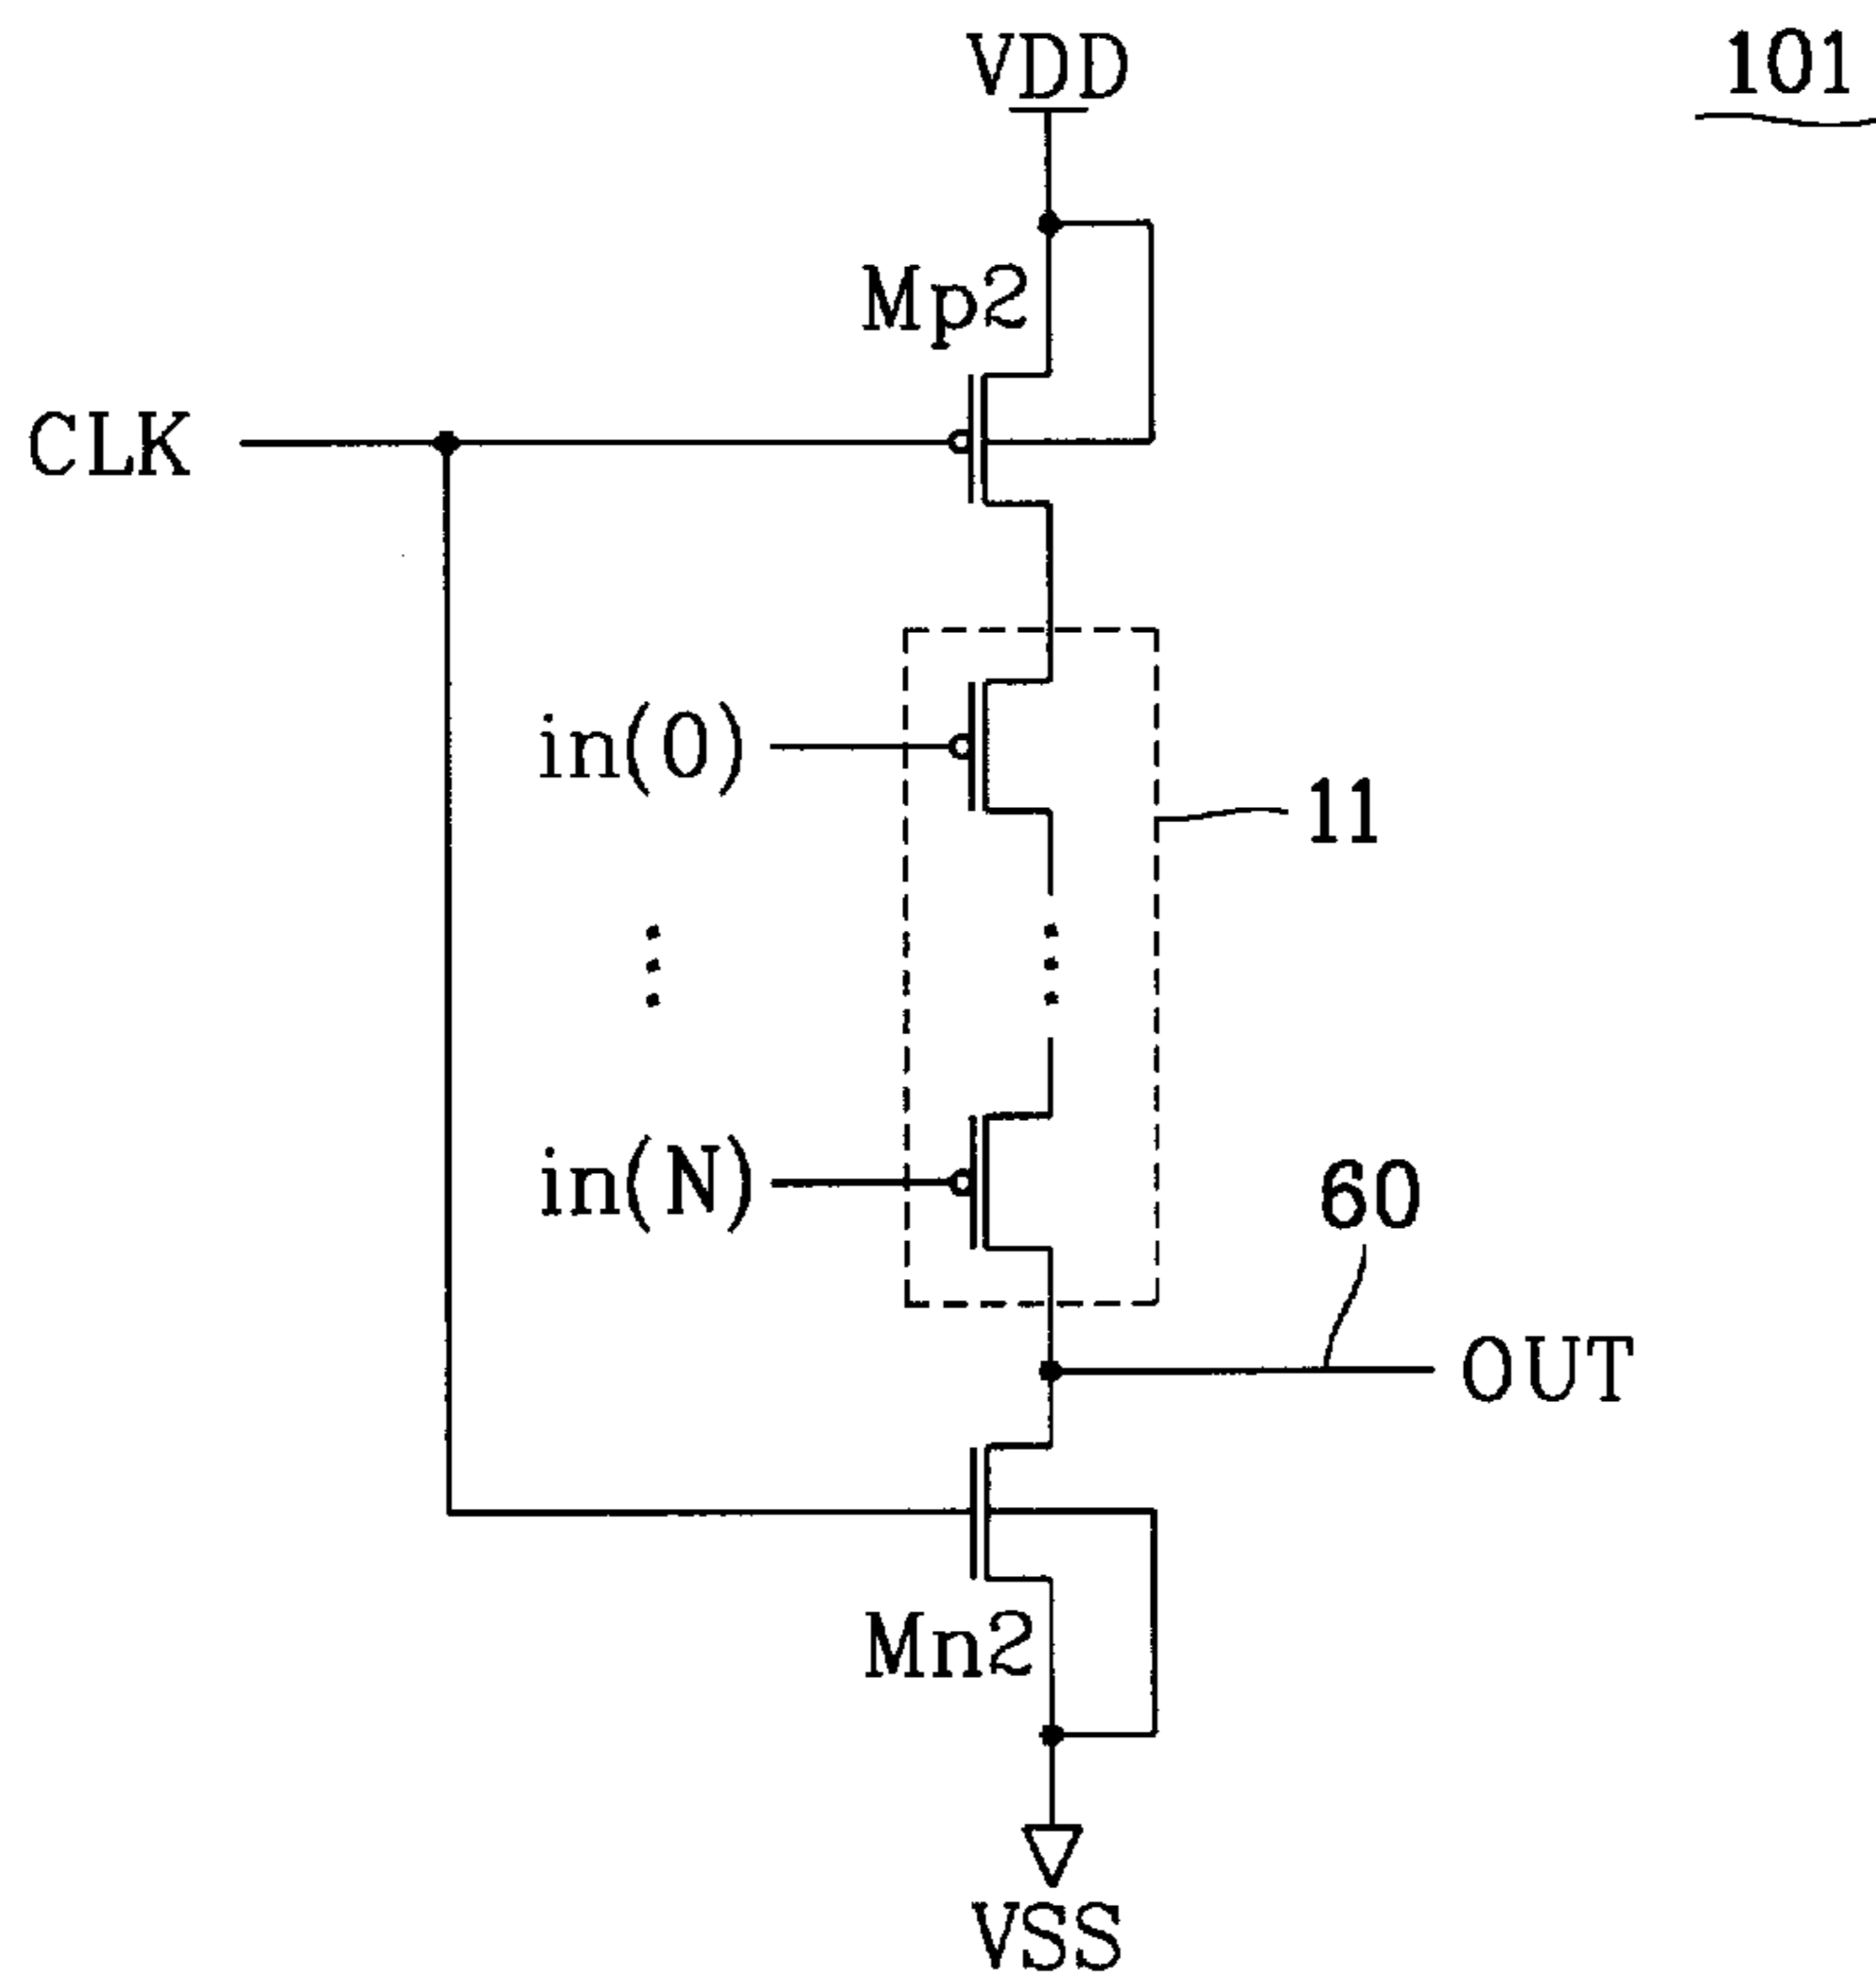 VDD
101
Mp2
CLK
in(0)
11
in(N)
60
OUT
Mn2
VSS